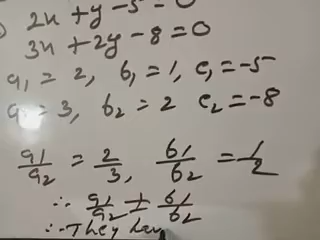 2x + y - 5 = 0
3x + 2y - 8 = 0
a₁ = 2, b₁ = 1, c₁ = -5
a₂ = 3, b₂ = 2 c₂ = -8
a₁/a₂ = 2/3, b₁/b₂ = 1/2
∴ a₁/a₂ ≠ b₁/b₂
∴ They